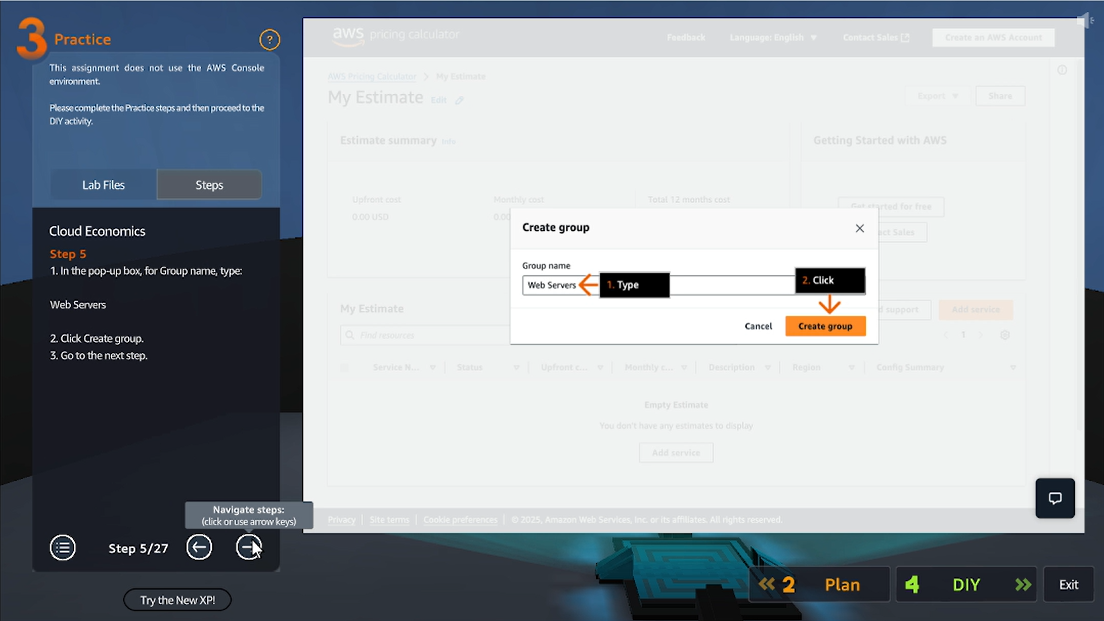 3 Practice
?
This assignment does not use the AWS Console
environment.
Please complete the Practice steps and then proceed to the
DIY activity.
Lab Files
Steps
Cloud Economics
Step 5
1. In the pop-up box, for Group name, type:
Web Servers
2. Click Create group.
3. Go to the next step.
Navigate steps:
(click or use arrow keys)
Step 5/27
Try the New XP!
aws pricing calculator
Feedback
Language: English
Contact Sales
Create an AWS Account
AWS Pricing Calculator > My Estimate
My Estimate
Edit
Export
Share
Estimate summary
Info
Getting Started with AWS
Upfront cost
0.00 USD
Monthly cost
0.00
Total 12 months cost
Get started for free
Sales
Create group
Group name
Web Servers
1. Type
2. Click
Cancel
Create group
My Estimate
support
Add service
Find resources
1
Service N...
Status
Upfront c...
Monthly c...
Description
Region
Config Summary
Empty Estimate
You don't have any estimates to display
Add service
Privacy | Site terms | Cookie preferences | © 2025, Amazon Web Services, Inc. or its affiliates. All rights reserved.
2 Plan
4 DIY
Exit